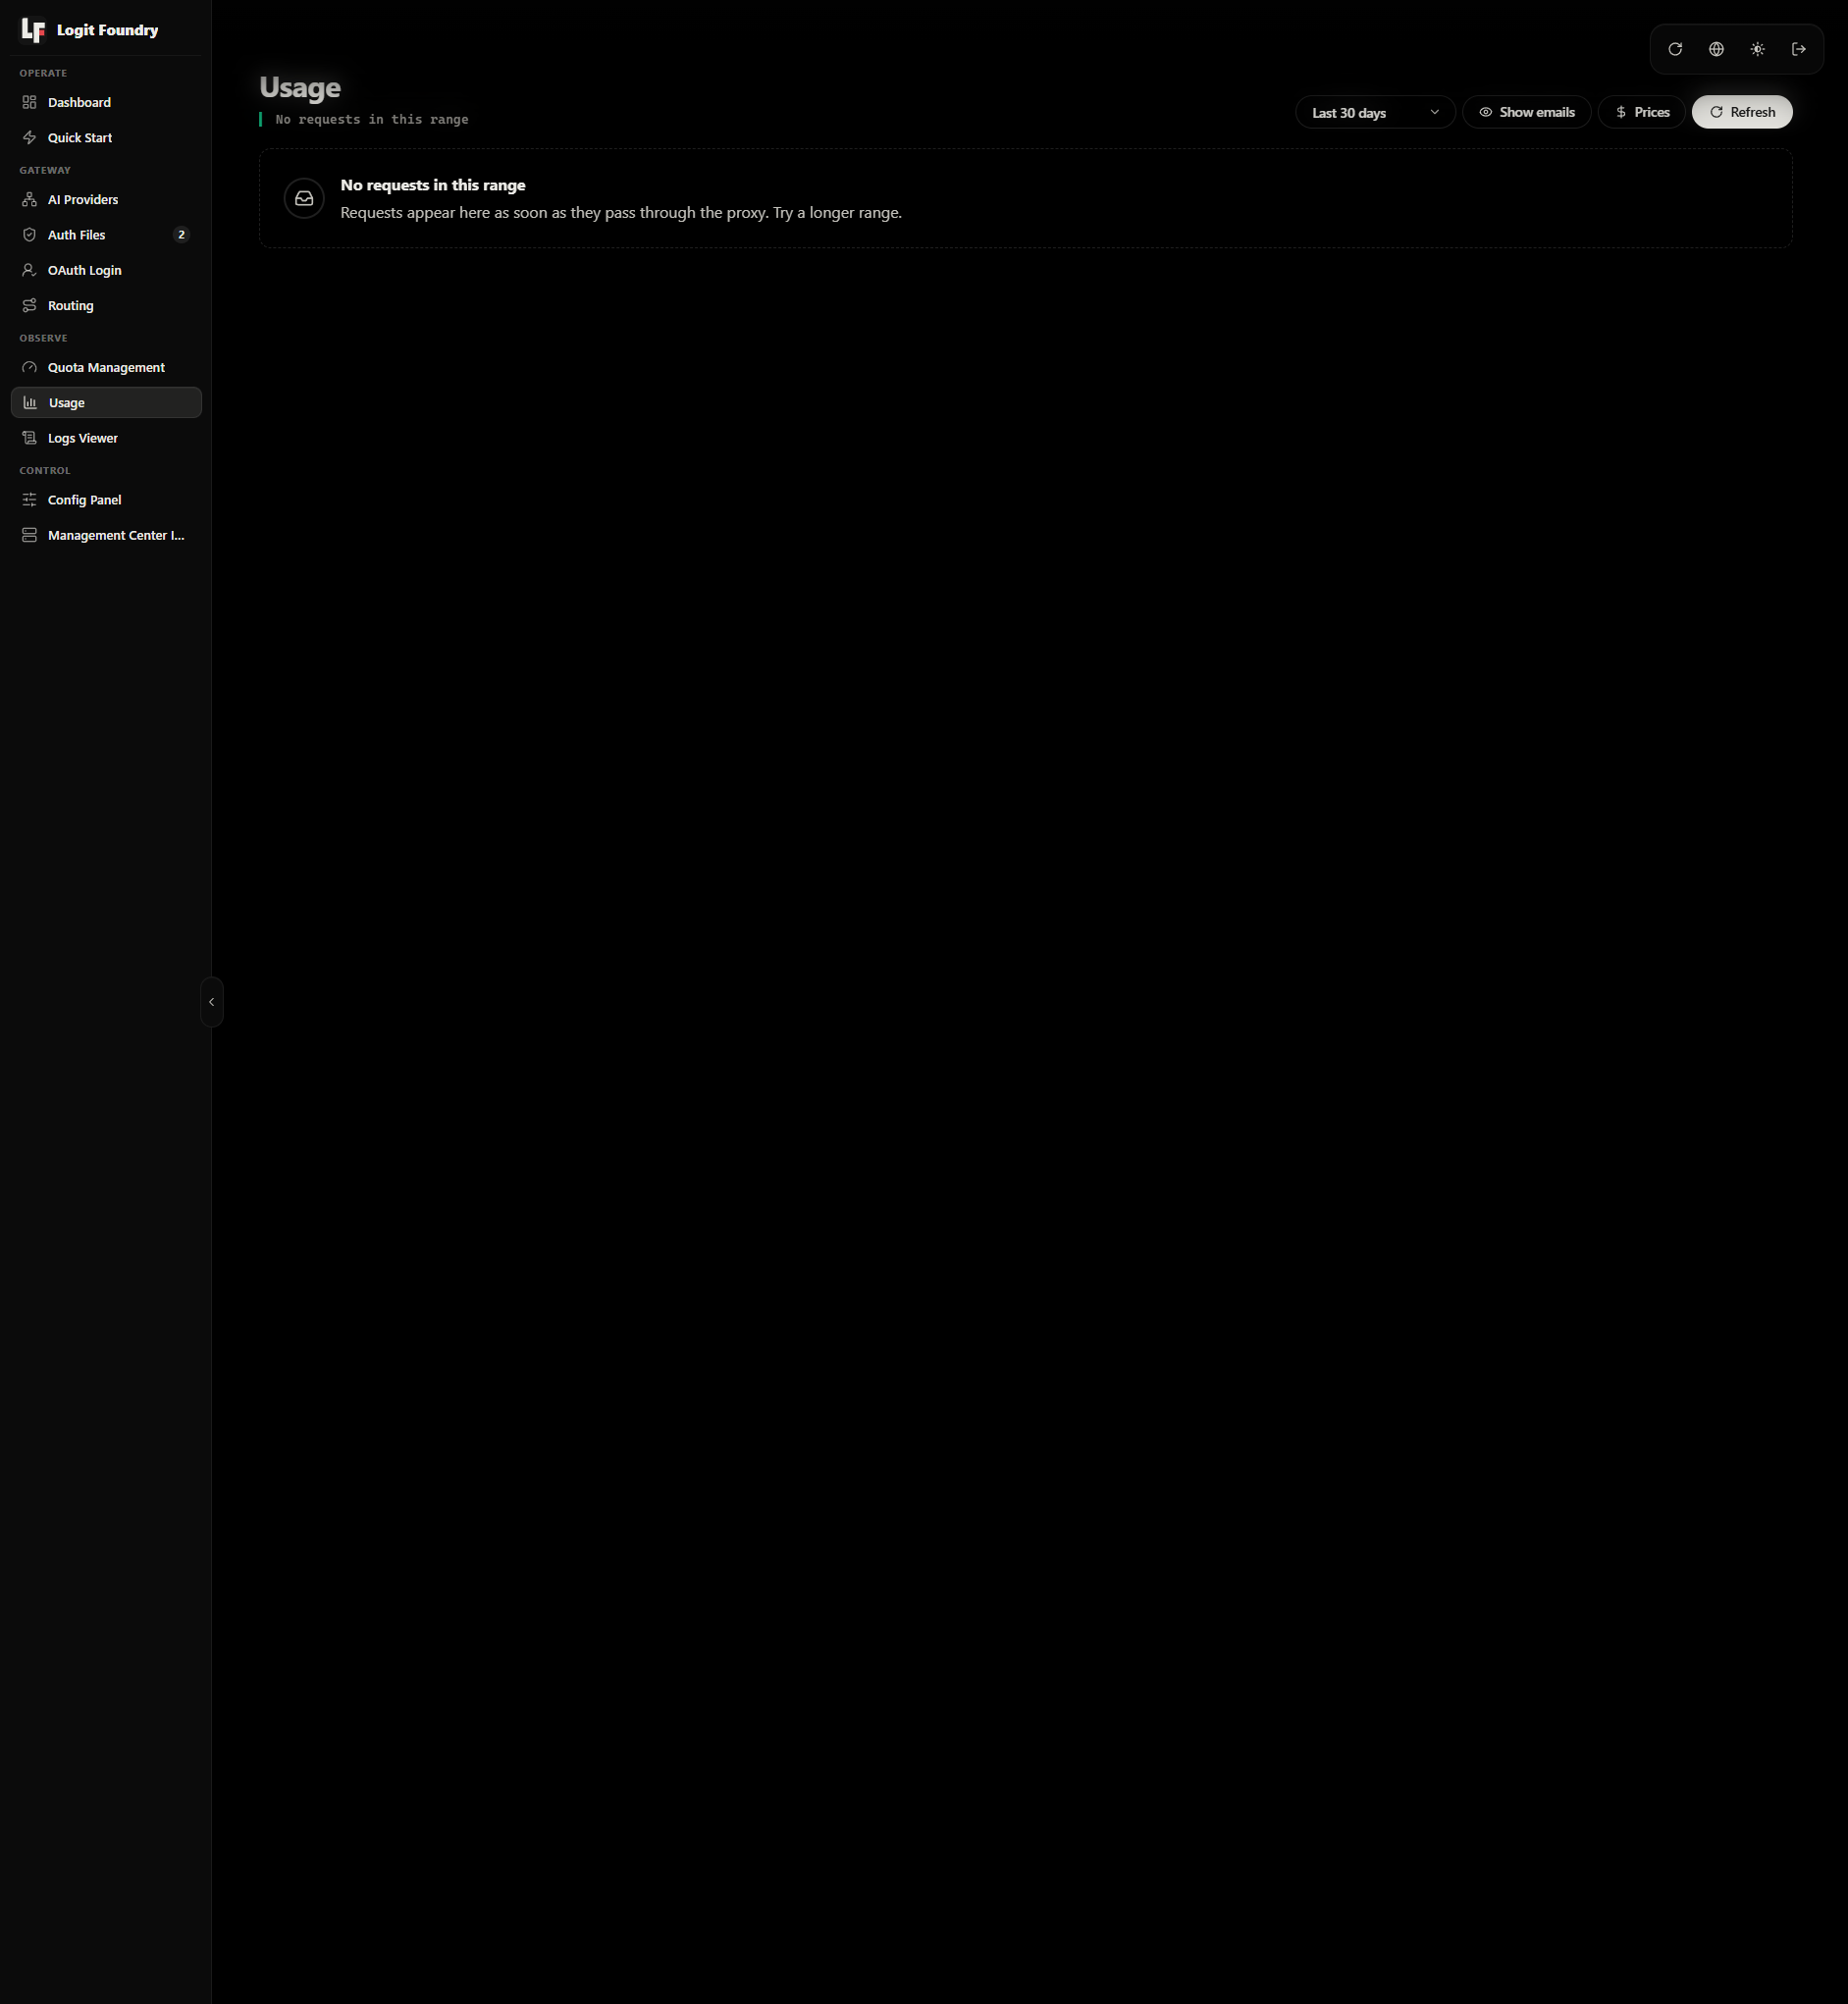 LF Logit Foundry
OPERATE
Dashboard
Quick Start
GATEWAY
AI Providers
Auth Files 2
OAuth Login
Routing
OBSERVE
Quota Management
Usage
Logs Viewer
CONTROL
Config Panel
Management Center I...
Usage
No requests in this range
Last 30 days
Show emails
$ Prices
Refresh
No requests in this range
Requests appear here as soon as they pass through the proxy. Try a longer range.